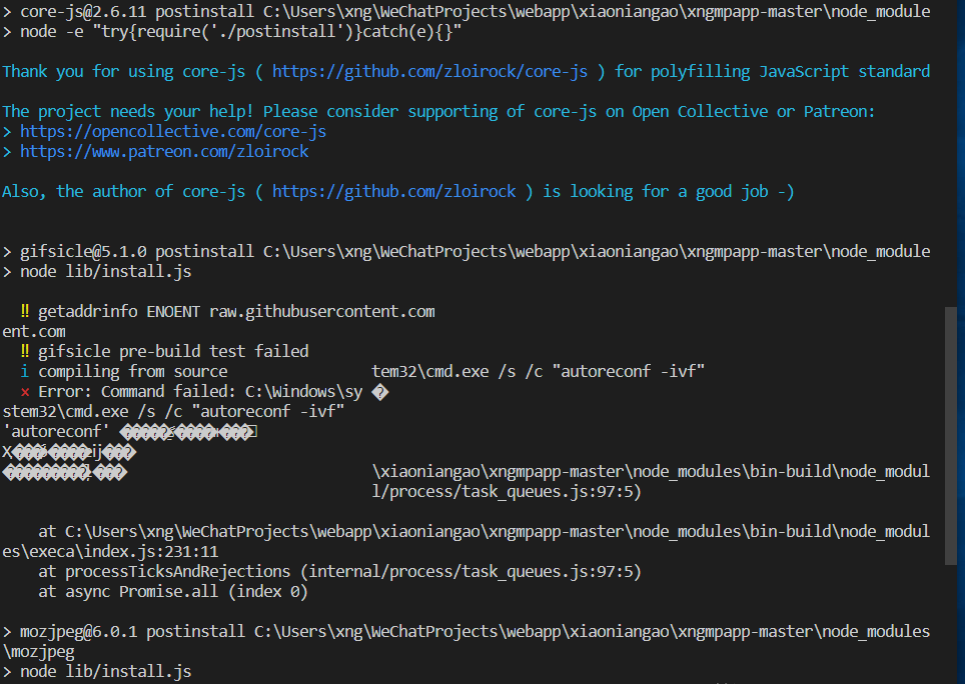 > core-js@2.6.11 postinstall C:\Users\xng\WeChatProjects\webapp\xiaoniangao\xngmpapp-master\node_module
> node -e "try{require('./postinstall')}catch(e){}"
Thank you for using core-js ( https://github.com/zloirock/core-js ) for polyfilling JavaScript standard
The project needs your help! Please consider supporting of core-js on Open Collective or Patreon:
> https://opencollective.com/core-js
> https://www.patreon.com/zloirock
Also, the author of core-js ( https://github.com/zloirock ) is looking for a good job -)
> gifsicle@5.1.0 postinstall C:\Users\xng\WeChatProjects\webapp\xiaoniangao\xngmpapp-master\node_module
> node lib/install.js
‼ getaddrinfo ENOENT raw.githubusercontent.com
ent.com
‼ gifsicle pre-build test failed
i compiling from source tem32\cmd.exe /s /c "autoreconf -ivf"
× Error: Command failed: C:\Windows\sy �
stem32\cmd.exe /s /c "autoreconf -ivf"
'autoreconf'
\xiaoniangao\xngmpapp-master\node_modules\bin-build\node_modul
l/process/task_queues.js:97:5)
at C:\Users\xng\WeChatProjects\webapp\xiaoniangao\xngmpapp-master\node_modules\bin-build\node_modul
es\execa\index.js:231:11
at processTicksAndRejections (internal/process/task_queues.js:97:5)
at async Promise.all (index 0)
> mozjpeg@6.0.1 postinstall C:\Users\xng\WeChatProjects\webapp\xiaoniangao\xngmpapp-master\node_modules
\mozjpeg
> node lib/install.js